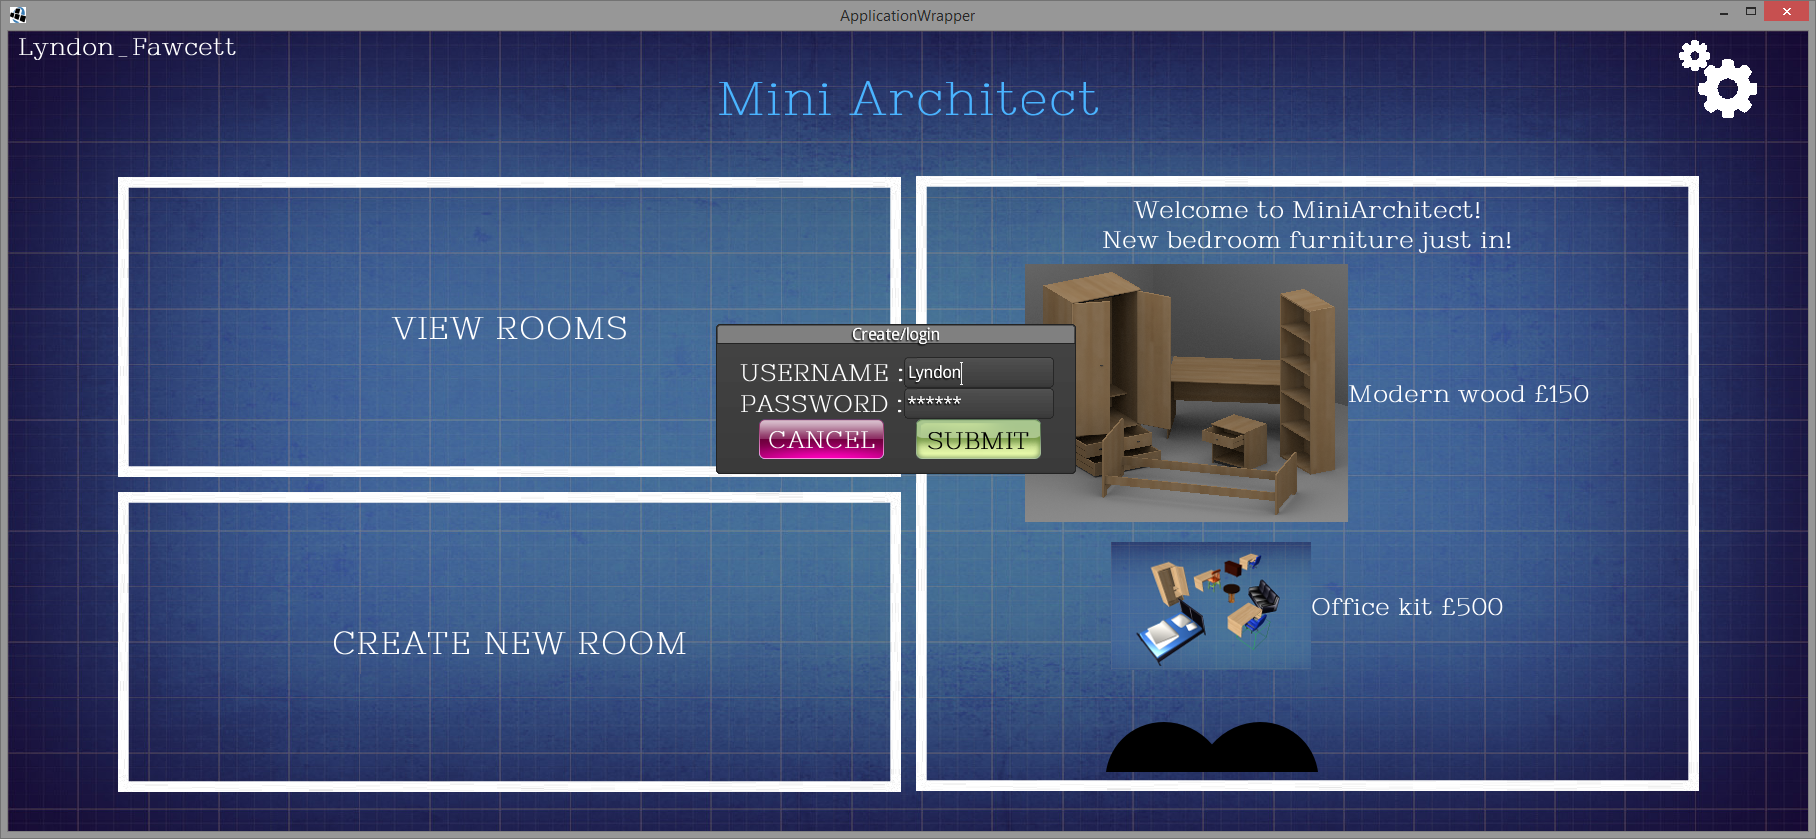 ApplicationWrapper
Lyndon_Fawcett
Mini Architect
VIEW ROOMS
CREATE NEW ROOM
Welcome to MiniArchitect!
New bedroom furniture just in!
Modern wood £150
Office kit £500
Create/login
USERNAME : Lyndon
PASSWORD : ******
CANCEL
SUBMIT